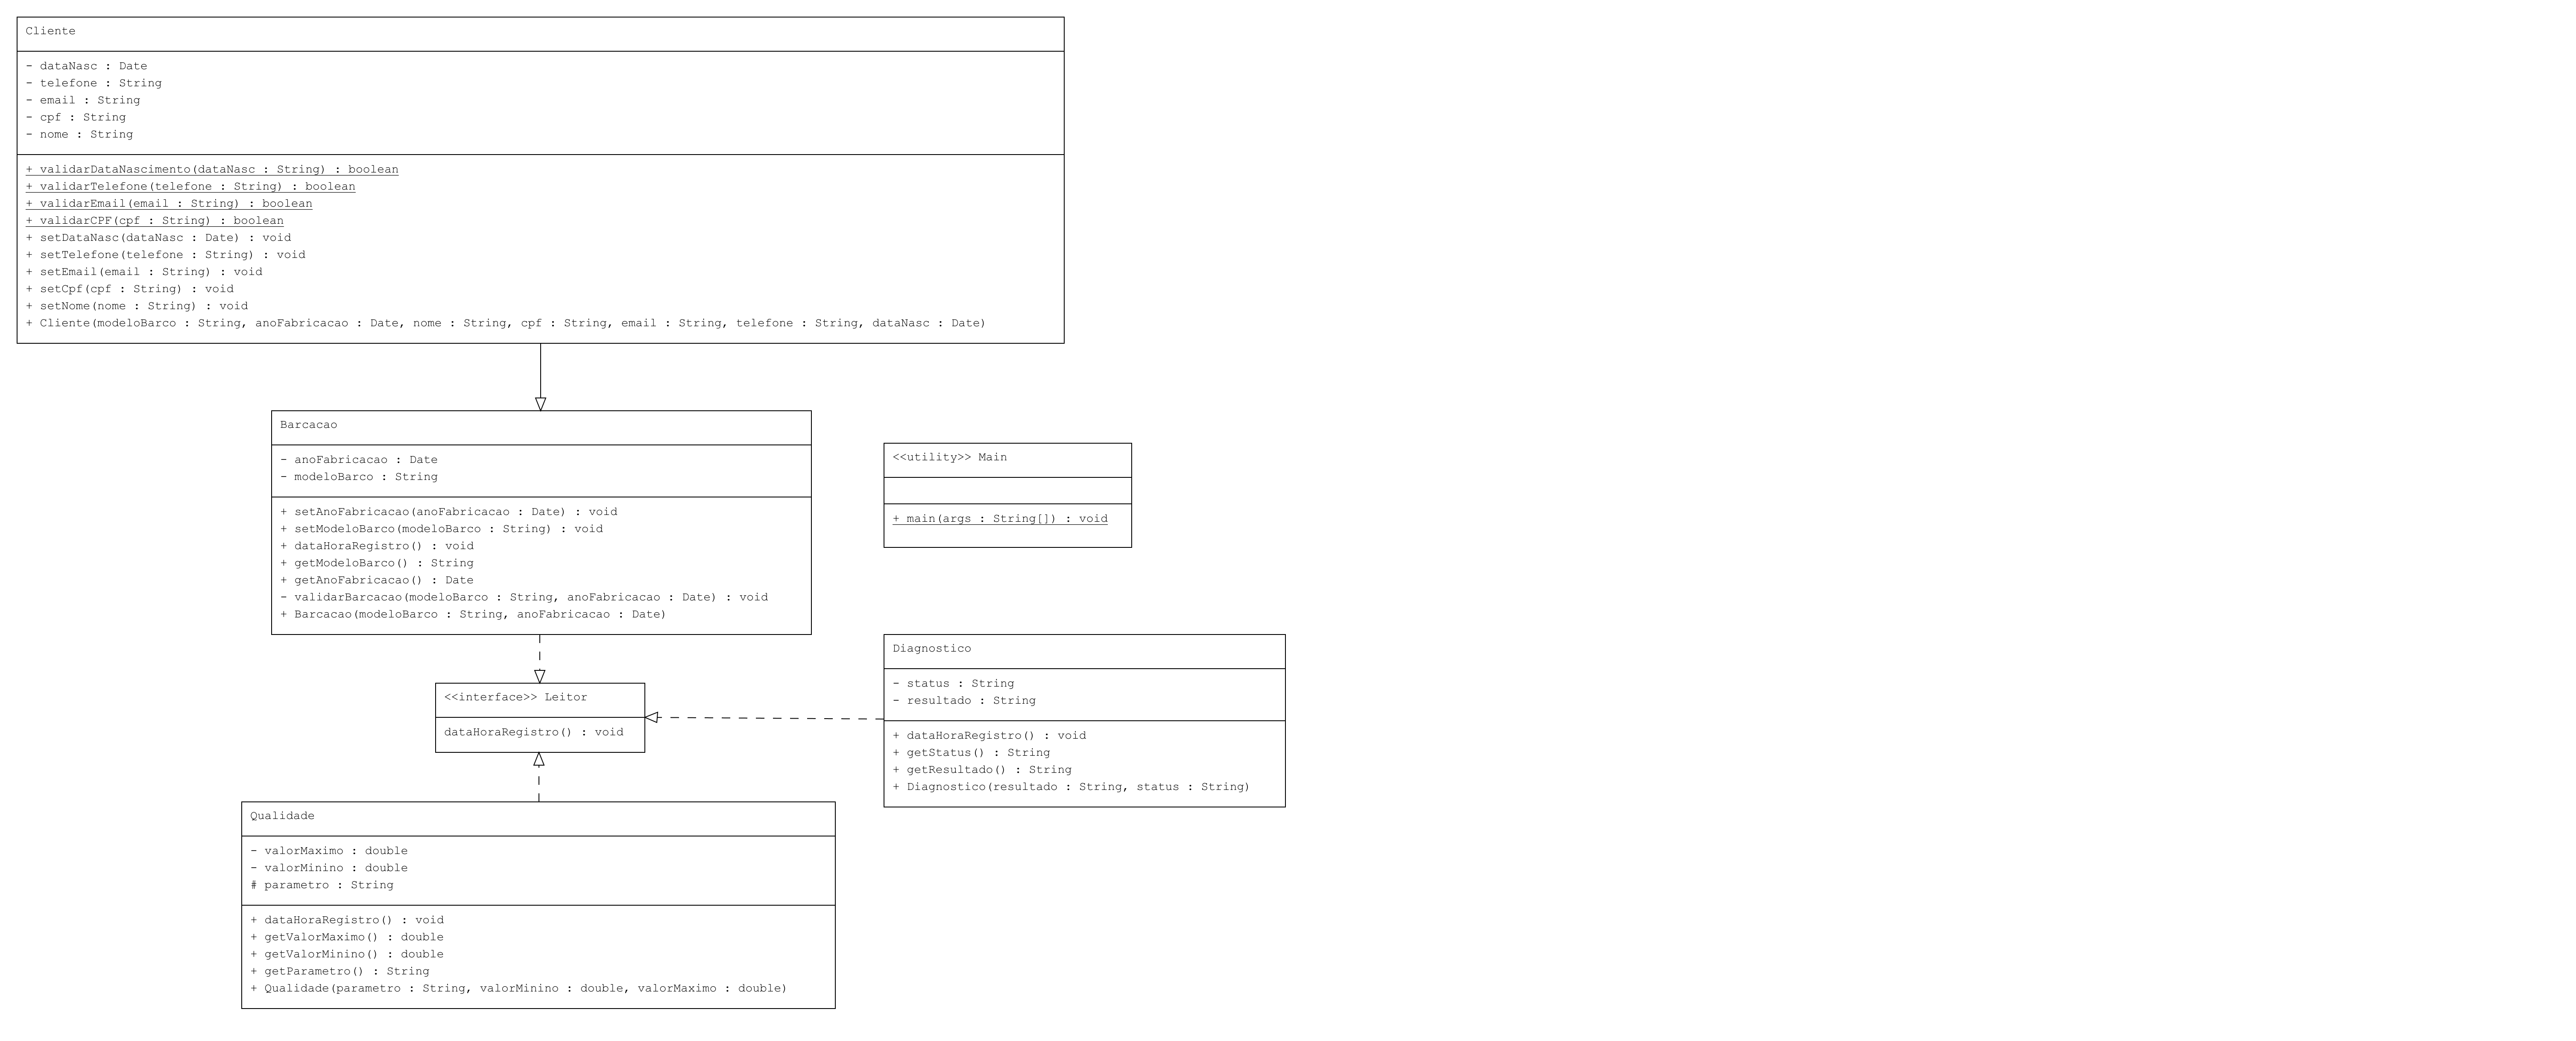 Cliente
- dataNasc : Date
- telefone : String
- email : String
- cpf : String
- nome : String
+ validarDataNascimento(dataNasc : String) : boolean
+ validarTelefone(telefone : String) : boolean
+ validarEmail(email : String) : boolean
+ validarCPF(cpf : String) : boolean
+ setDataNasc(dataNasc : Date) : void
+ setTelefone(telefone : String) : void
+ setEmail(email : String) : void
+ setCpf(cpf : String) : void
+ setNome(nome : String) : void
+ Cliente(modeloBarco : String, anoFabricacao : Date, nome : String, cpf : String, email : String, telefone : String, dataNasc : Date)
Barcacao
- anoFabricacao : Date
- modeloBarco : String
+ setAnoFabricacao(anoFabricacao : Date) : void
+ setModeloBarco(modeloBarco : String) : void
+ dataHoraRegistro() : void
+ getModeloBarco() : String
+ getAnoFabricacao() : Date
- validarBarcacao(modeloBarco : String, anoFabricacao : Date) : void
+ Barcacao(modeloBarco : String, anoFabricacao : Date)
<<utility>> Main
+ main(args : String[]) : void
<<interface>> Leitor
dataHoraRegistro() : void
Diagnostico
- status : String
- resultado : String
+ dataHoraRegistro() : void
+ getStatus() : String
+ getResultado() : String
+ Diagnostico(resultado : String, status : String)
Qualidade
- valorMaximo : double
- valorMinino : double
# parametro : String
+ dataHoraRegistro() : void
+ getValorMaximo() : double
+ getValorMinino() : double
+ getParametro() : String
+ Qualidade(parametro : String, valorMinino : double, valorMaximo : double)